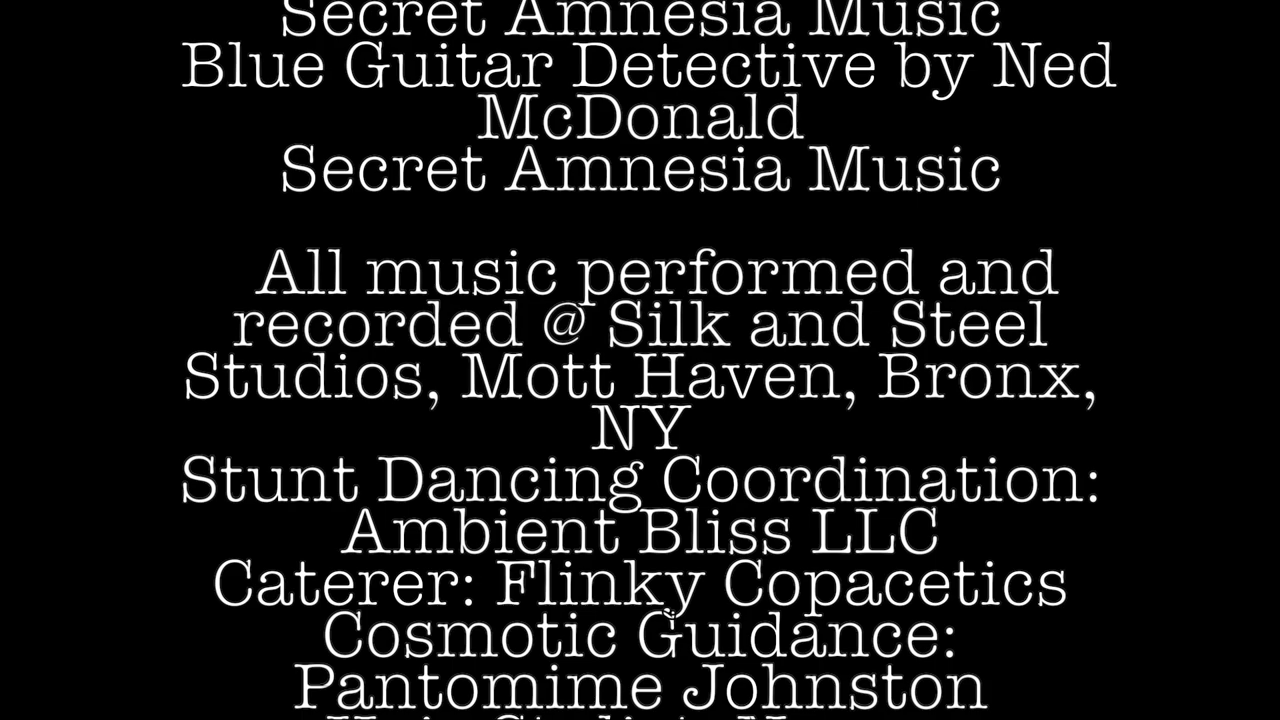 Secret Amnesia Music
Blue Guitar Detective by Ned
McDonald
Secret Amnesia Music
All music performed and
recorded @ Silk and Steel
Studios, Mott Haven, Bronx,
NY
Stunt Dancing Coordination:
Ambient Bliss LLC
Caterer: Flinky Copacetics
Cosmotic Guidance:
Pantomime Johnston